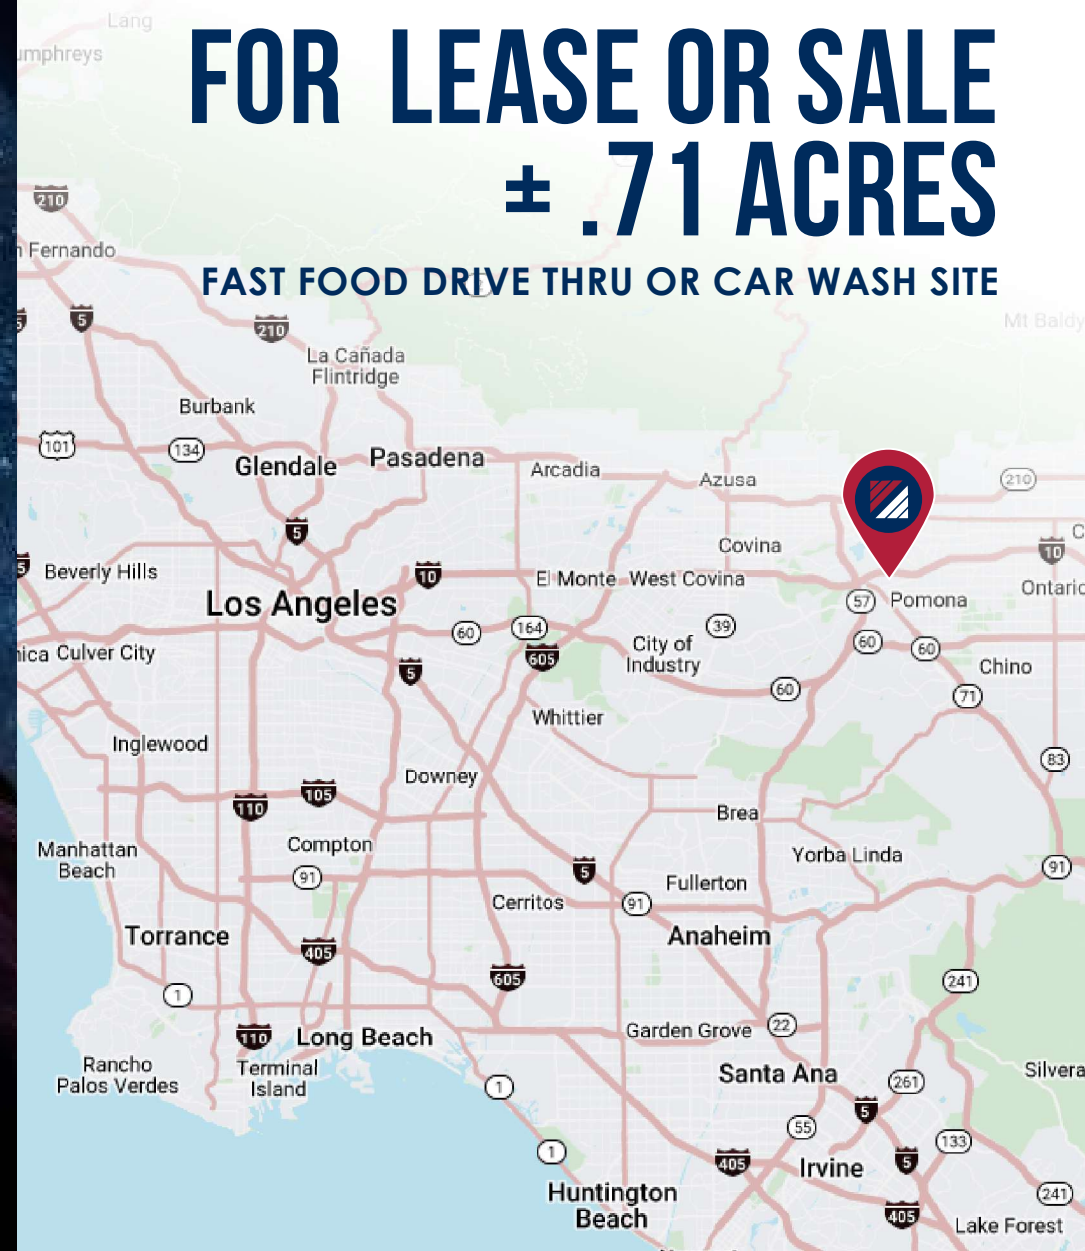 Lang
FOR LEASE OR SALE
± .71 ACRES
FAST FOOD DRIVE THRU OR CAR WASH SITE
210
5
210
La Cañada
Flintridge
Burbank
101
134
Glendale
Pasadena
Arcadia
Azusa
210
Mt Baldy
5
Covina
10
Beverly Hills
10
El Monte
West Covina
Los Angeles
57
Pomona
60
164
39
60
60
Culver City
5
605
City of
Industry
Chino
60
71
Whittier
Inglewood
Downey
83
110
105
Brea
Manhattan
Beach
Compton
Yorba Linda
91
5
Fullerton
91
Cerritos
91
Torrance
Anaheim
405
605
241
1
110
Long Beach
Garden Grove
22
Rancho
Palos Verdes
Terminal
Island
1
Santa Ana
261
5
55
133
1
405
Irvine
5
241
Huntington
Beach
405
Lake Forest